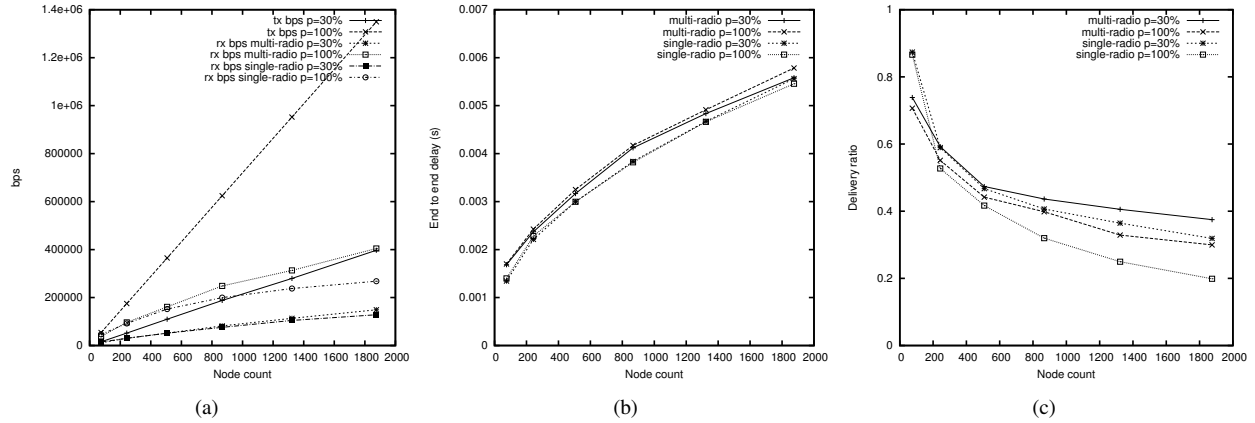 1.4e+06
1.2e+06
1e+06
800000
600000
400000
200000
0
bps
tx bps p=30%
tx bps p=100%
rx bps multi-radio p=30%
rx bps multi-radio p=100%
rx bps single-radio p=30%
rx bps single-radio p=100%
0 200 400 600 800 1000 1200 1400 1600 1800 2000
Node count
(a)
0.007
0.006
0.005
0.004
0.003
0.002
0.001
0.000
End to end delay (s)
multi-radio p=30%
multi-radio p=100%
single-radio p=30%
single-radio p=100%
0 200 400 600 800 1000 1200 1400 1600 1800 2000
Node count
(b)
1
0.8
0.6
0.4
0.2
0
Delivery ratio
multi-radio p=30%
multi-radio p=100%
single-radio p=30%
single-radio p=100%
0 200 400 600 800 1000 1200 1400 1600 1800 2000
Node count
(c)